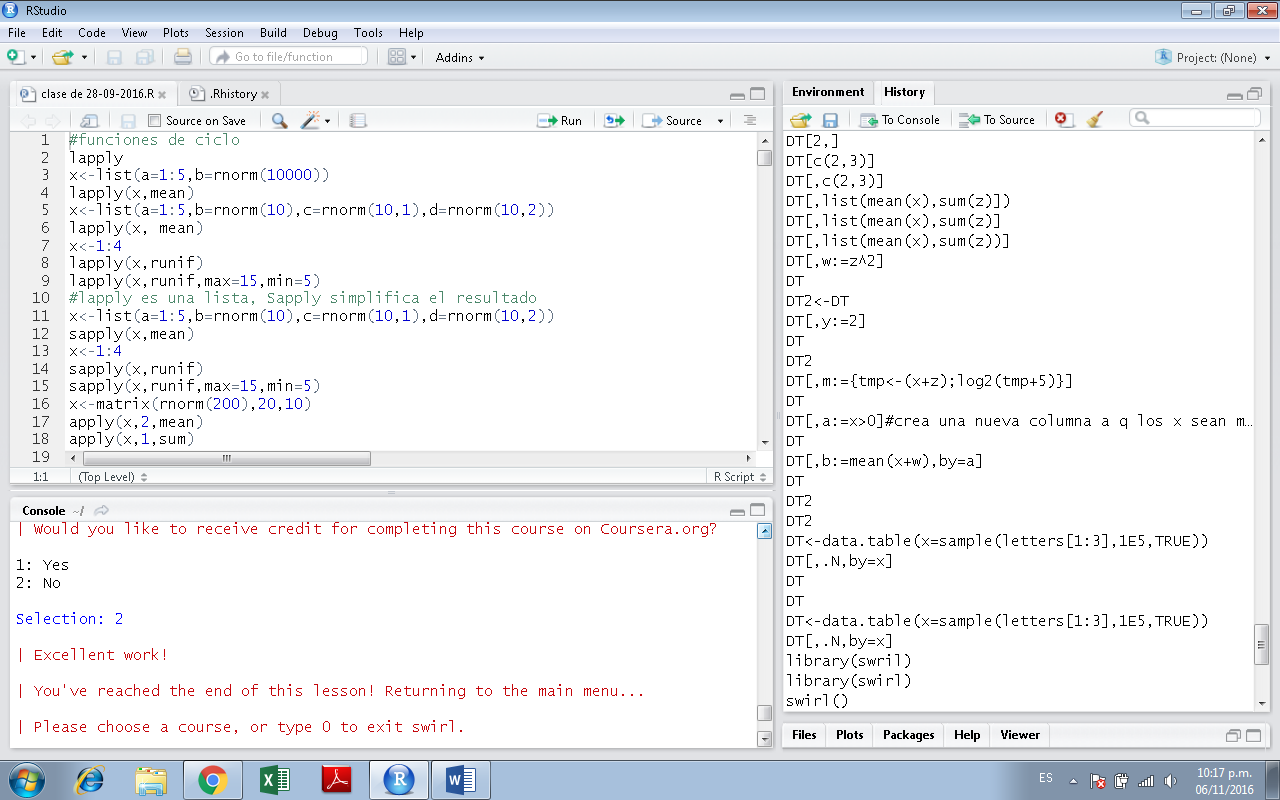 RStudio
File Edit Code View Plots Session Build Debug Tools Help
Go to file/function Addins Project: (None)
clase de 28-09-2016.R .Rhistory
Source on Save Run Source
1 #funciones de ciclo
2 lapply
3 x<-list(a=1:5,b=rnorm(10000))
4 lapply(x,mean)
5 x<-list(a=1:5,b=rnorm(10),c=rnorm(10,1),d=rnorm(10,2))
6 lapply(x, mean)
7 x<-1:4
8 lapply(x,runif)
9 lapply(x,runif,max=15,min=5)
10 #lapply es una lista, Sapply simplifica el resultado
11 x<-list(a=1:5,b=rnorm(10),c=rnorm(10,1),d=rnorm(10,2))
12 sapply(x,mean)
13 x<-1:4
14 sapply(x,runif)
15 sapply(x,runif,max=15,min=5)
16 x<-matrix(rnorm(200),20,10)
17 apply(x,2,mean)
18 apply(x,1,sum)
19
1:1 (Top Level) R Script
Console ~/
| Would you like to receive credit for completing this course on Coursera.org?
1: Yes
2: No
Selection: 2
| Excellent work!
| You've reached the end of this lesson! Returning to the main menu...
| Please choose a course, or type 0 to exit swirl.
Environment History
To Console To Source
DT[2,]
DT[c(2,3)]
DT[,c(2,3)]
DT[,list(mean(x),sum(z)])
DT[,list(mean(x),sum(z)]
DT[,list(mean(x),sum(z))]
DT[,w:=z^2]
DT
DT2<-DT
DT[,y:=2]
DT
DT2
DT[,m:={tmp<-(x+z);log2(tmp+5)}]
DT
DT[,a:=x>0]#crea una nueva columna a q los x sean m…
DT
DT[,b:=mean(x+w),by=a]
DT
DT2
DT2
DT<-data.table(x=sample(letters[1:3],1E5,TRUE))
DT[,.N,by=x]
DT
DT
DT<-data.table(x=sample(letters[1:3],1E5,TRUE))
DT[,.N,by=x]
library(swril)
library(swirl)
swirl()
Files Plots Packages Help Viewer
ES 10:17 p.m.
06/11/2016